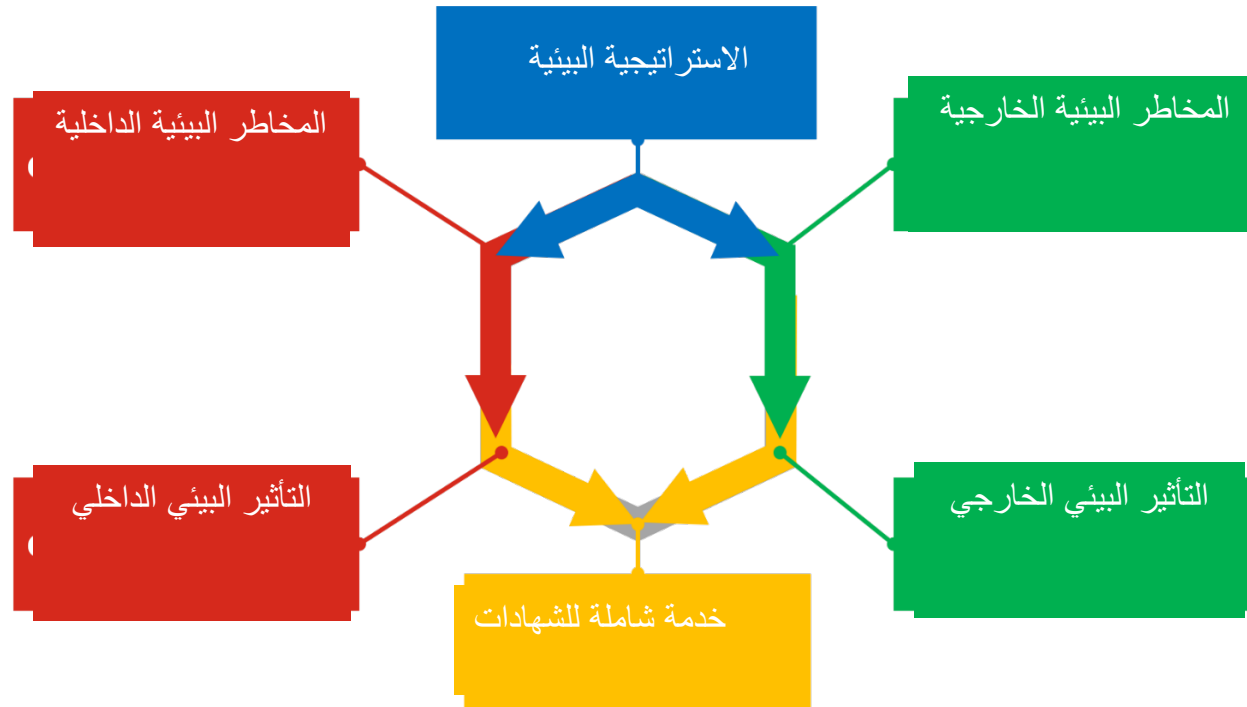 الاستراتيجية البيئية
المخاطر البيئية الخارجية
المخاطر البيئية الداخلية
التأثير البيئي الخارجي
التأثير البيئي الداخلي
خدمة شاملة للشهادات